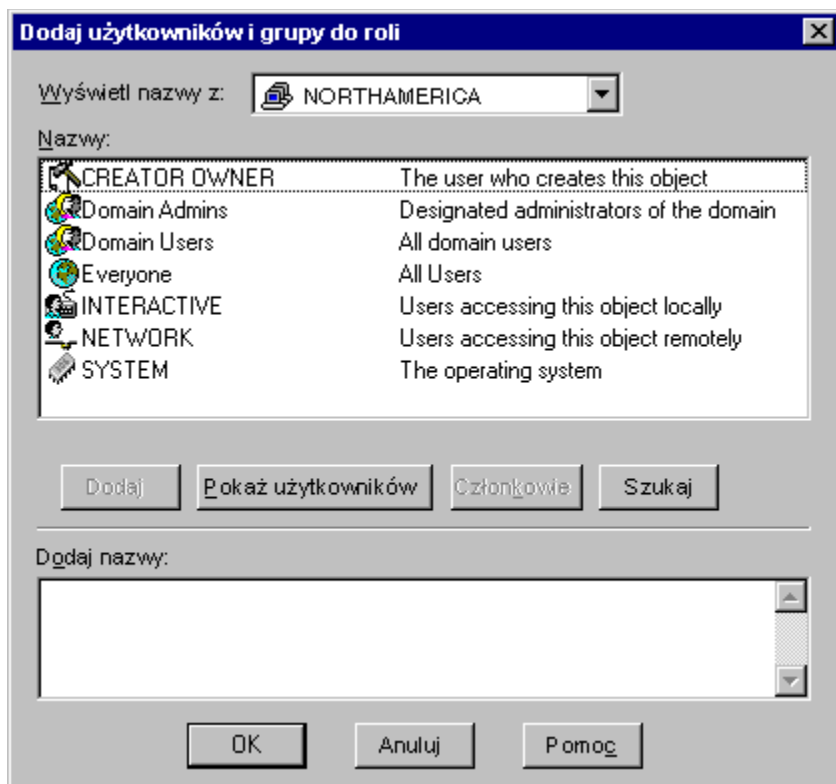 Dodaj użytkowników i grupy do roli
Wyświetl nazwy z: NORTHAMERICA
Nazwy:
CREATOR OWNER The user who creates this object
Domain Admins Designated administrators of the domain
Domain Users All domain users
Everyone All Users
INTERACTIVE Users accessing this object locally
NETWORK Users accessing this object remotely
SYSTEM The operating system
Dodaj Pokaż użytkowników Członkowie Szukaj
Dodaj nazwy:
OK Anuluj Pomoc